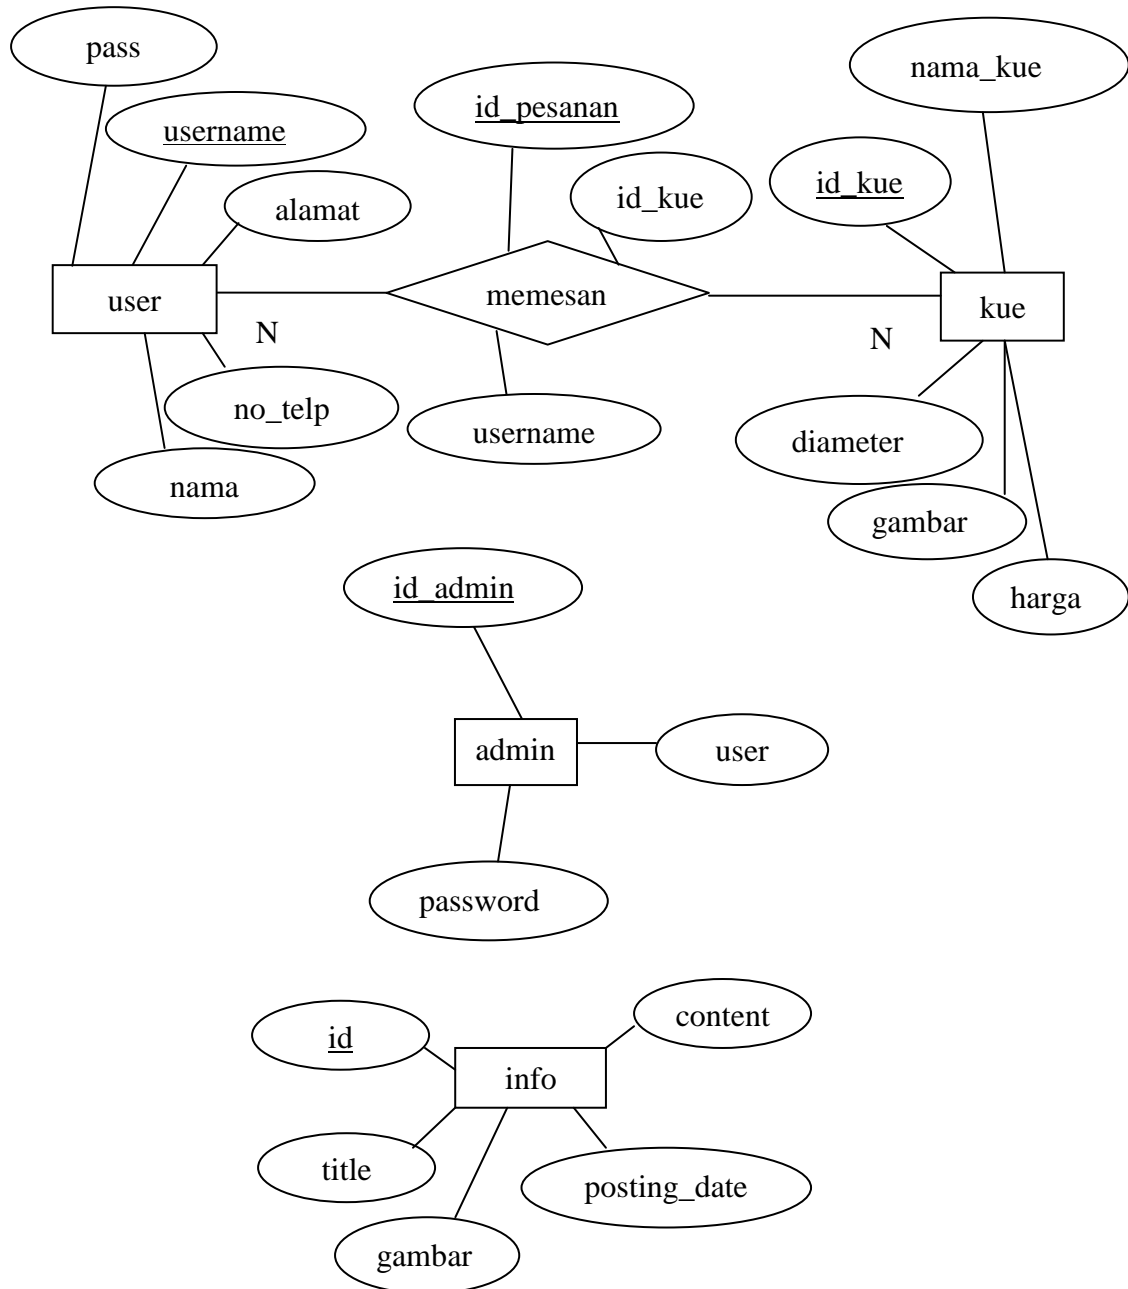 pass
nama_kue
id_pesanan
username
id_kue
id_kue
alamat
user
memesan
kue
N
N
no_telp
username
diameter
nama
gambar
id_admin
harga
admin
user
password
content
id
info
title
posting_date
gambar